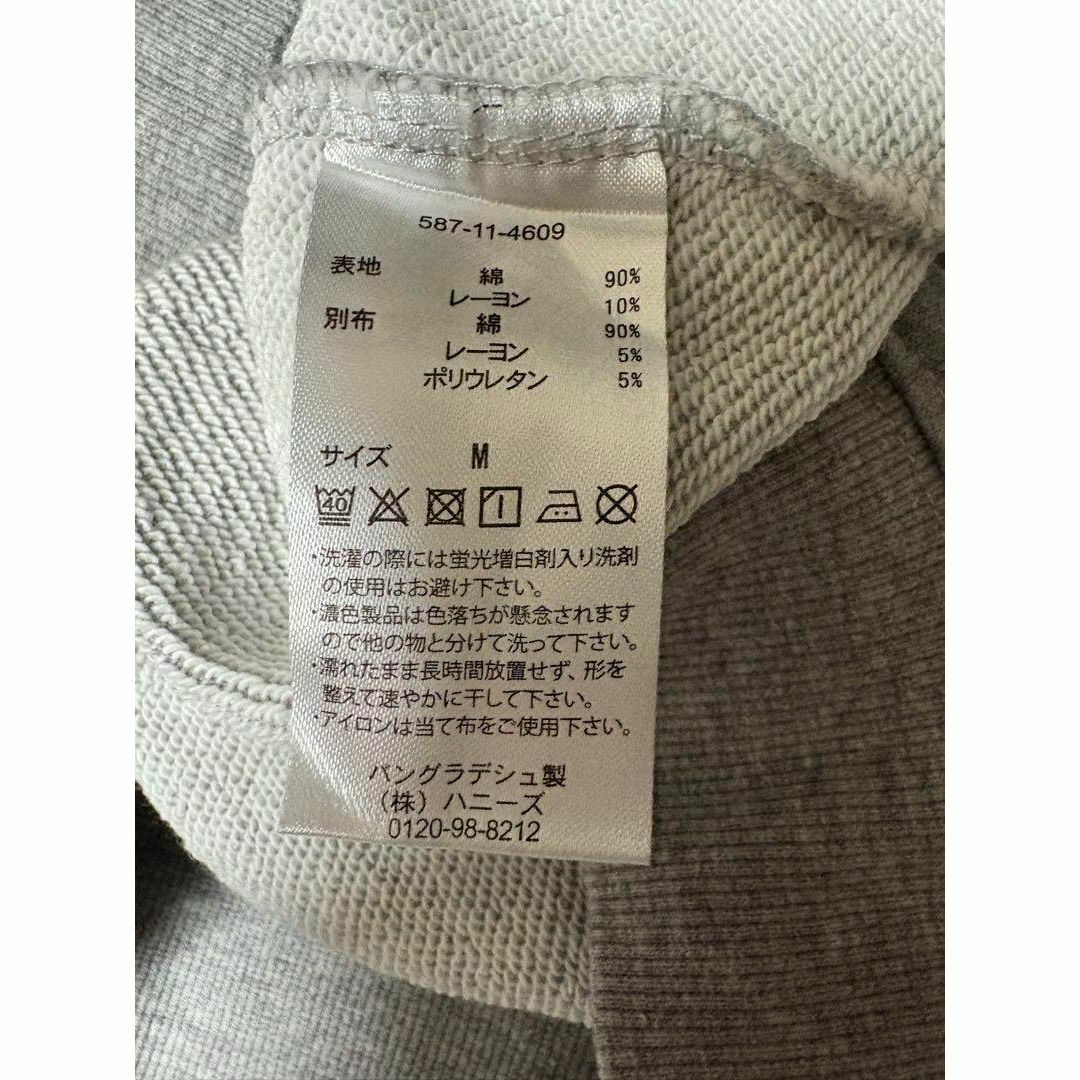 587-11-4609
表地 綿 90%
レーヨン 10%
別布 綿 90%
レーヨン 5%
ポリウレタン 5%
サイズ M
40
・洗濯の際には蛍光増白剤入り洗剤
の使用はお避け下さい。
・濃色製品は色落ちが懸念されます
ので他の物と分けて洗って下さい。
・濡れたまま長時間放置せず、形を
整えて速やかに干して下さい。
・アイロンは当て布をご使用下さい。
バングラデシュ製
（株）ハニーズ
0120-98-8212